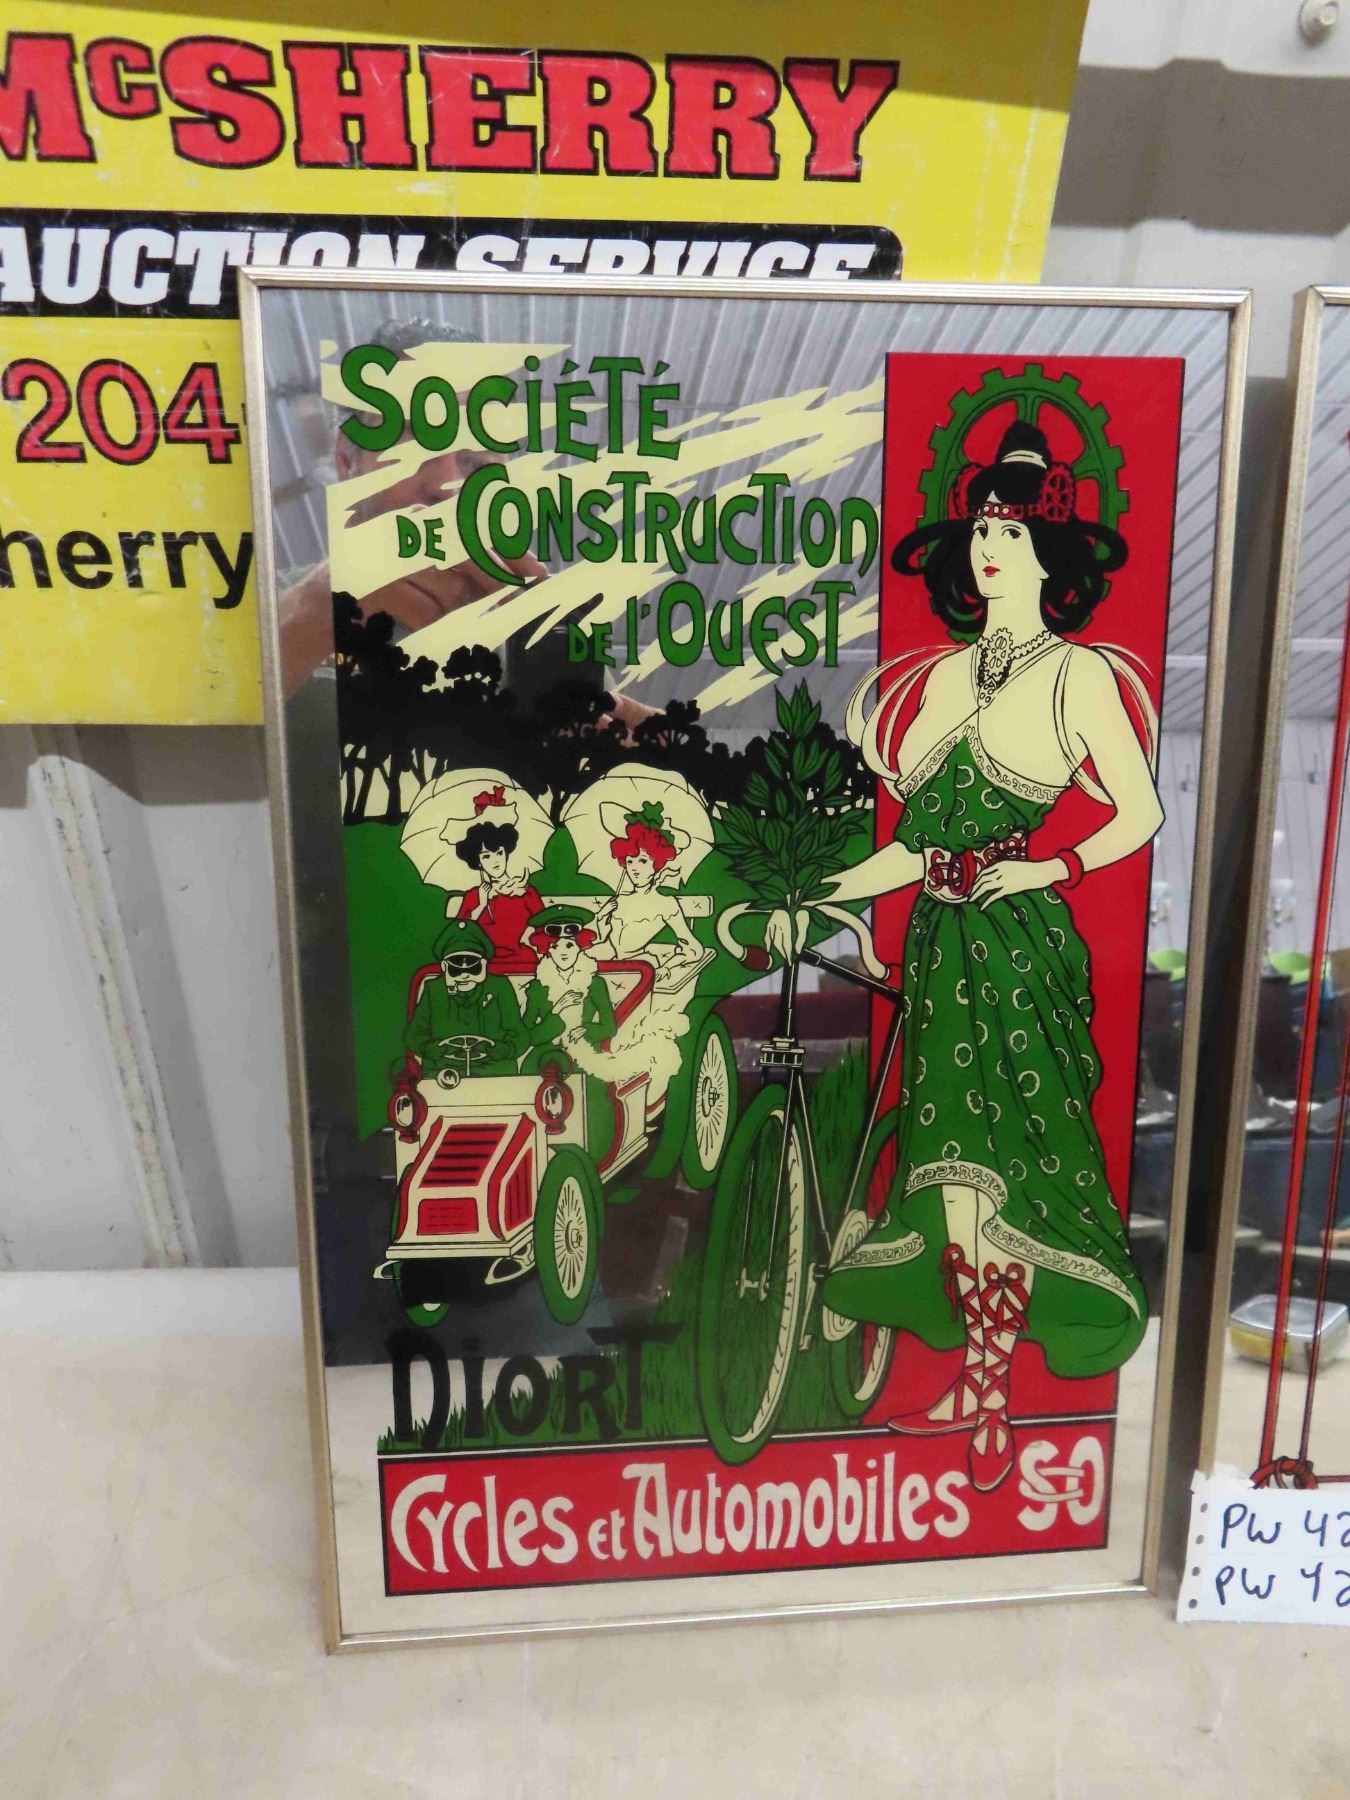 McSHERRY
AUCTION SERVICE
204
herry
SOCIÉTÉ
DE CONSTRUCTION
DE l'OUEST
DIORT
Cycles et Automobiles SO
PW 42
PW 42